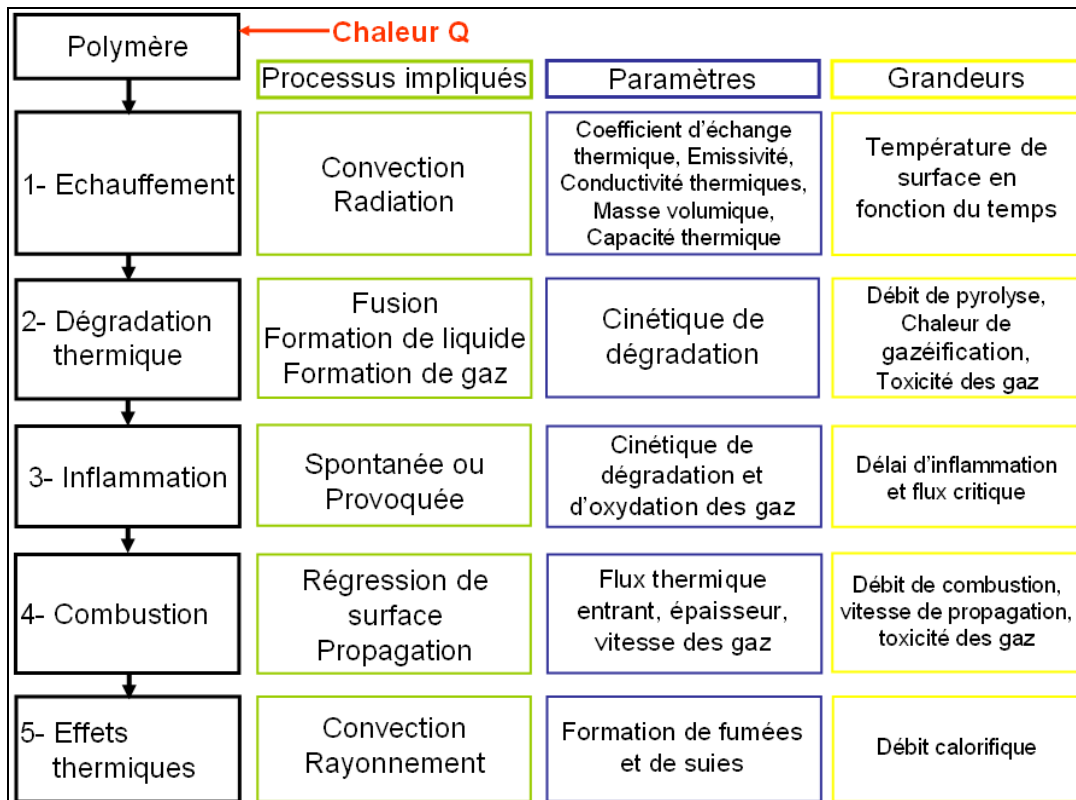 Polymère
Chaleur Q
Processus impliqués
Paramètres
Grandeurs
1- Echauffement
Convection
Radiation
Coefficient d'échange
thermique, Emissivité,
Conductivité thermiques,
Masse volumique,
Capacité thermique
Température de
surface en
fonction du temps
2- Dégradation
thermique
Fusion
Formation de liquide
Formation de gaz
Cinétique de
dégradation
Débit de pyrolyse,
Chaleur de
gazéification,
Toxicité des gaz
3- Inflammation
Spontanée ou
Provoquée
Cinétique de
dégradation et
d'oxydation des gaz
Délai d'inflammation
et flux critique
4- Combustion
Régression de
surface
Propagation
Flux thermique
entrant, épaisseur,
vitesse des gaz
Débit de combustion,
vitesse de propagation,
toxicité des gaz
5- Effets
thermiques
Convection
Rayonnement
Formation de fumées
et de suies
Débit calorifique